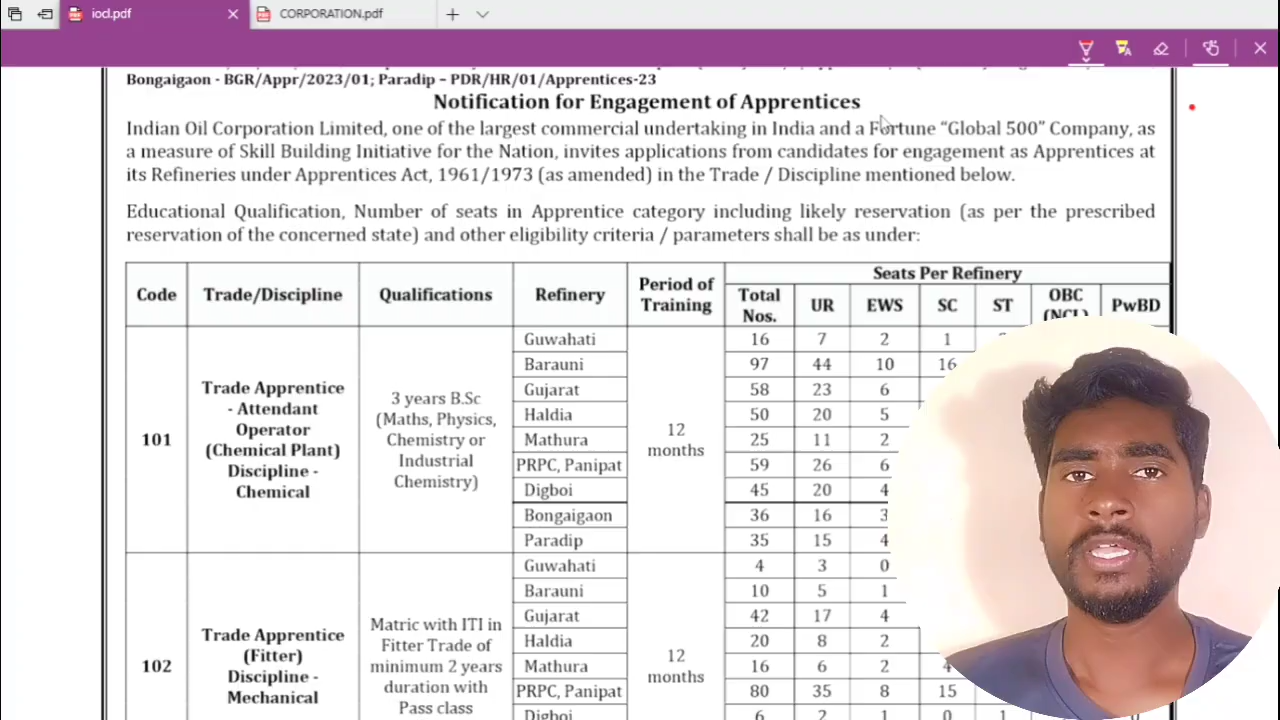 iocl.pdf
CORPORATION.pdf
Bongaigaon - BGR/Appr/2023/01; Paradip – PDR/HR/01/Apprentices-23
Notification for Engagement of Apprentices
Indian Oil Corporation Limited, one of the largest commercial undertaking in India and a Fortune “Global 500” Company, as
a measure of Skill Building Initiative for the Nation, invites applications from candidates for engagement as Apprentices at
its Refineries under Apprentices Act, 1961/1973 (as amended) in the Trade / Discipline mentioned below.
Educational Qualification, Number of seats in Apprentice category including likely reservation (as per the prescribed
reservation of the concerned state) and other eligibility criteria / parameters shall be as under:
Code Trade/Discipline Qualifications Refinery Period of Training Seats Per Refinery
Total Nos. UR EWS SC ST OBC (NCL) PwBD
101
Trade Apprentice
- Attendant
Operator
(Chemical Plant)
Discipline -
Chemical
3 years B.Sc
(Maths, Physics,
Chemistry or
Industrial
Chemistry)
12
months
Guwahati 16 7 2 1
Barauni 97 44 10 16
Gujarat 58 23 6
Haldia 50 20 5
Mathura 25 11 2
PRPC, Panipat 59 26 6
Digboi 45 20 4
Bongaigaon 36 16 3
Paradip 35 15 4
102
Trade Apprentice
(Fitter)
Discipline -
Mechanical
Matric with ITI in
Fitter Trade of
minimum 2 years
duration with
Pass class
12
months
Guwahati 4 3 0
Barauni 10 5 1
Gujarat 42 17 4
Haldia 20 8 2
Mathura 16 6 2 4
PRPC, Panipat 80 35 8 15
Digboi 6 2 1 0 1